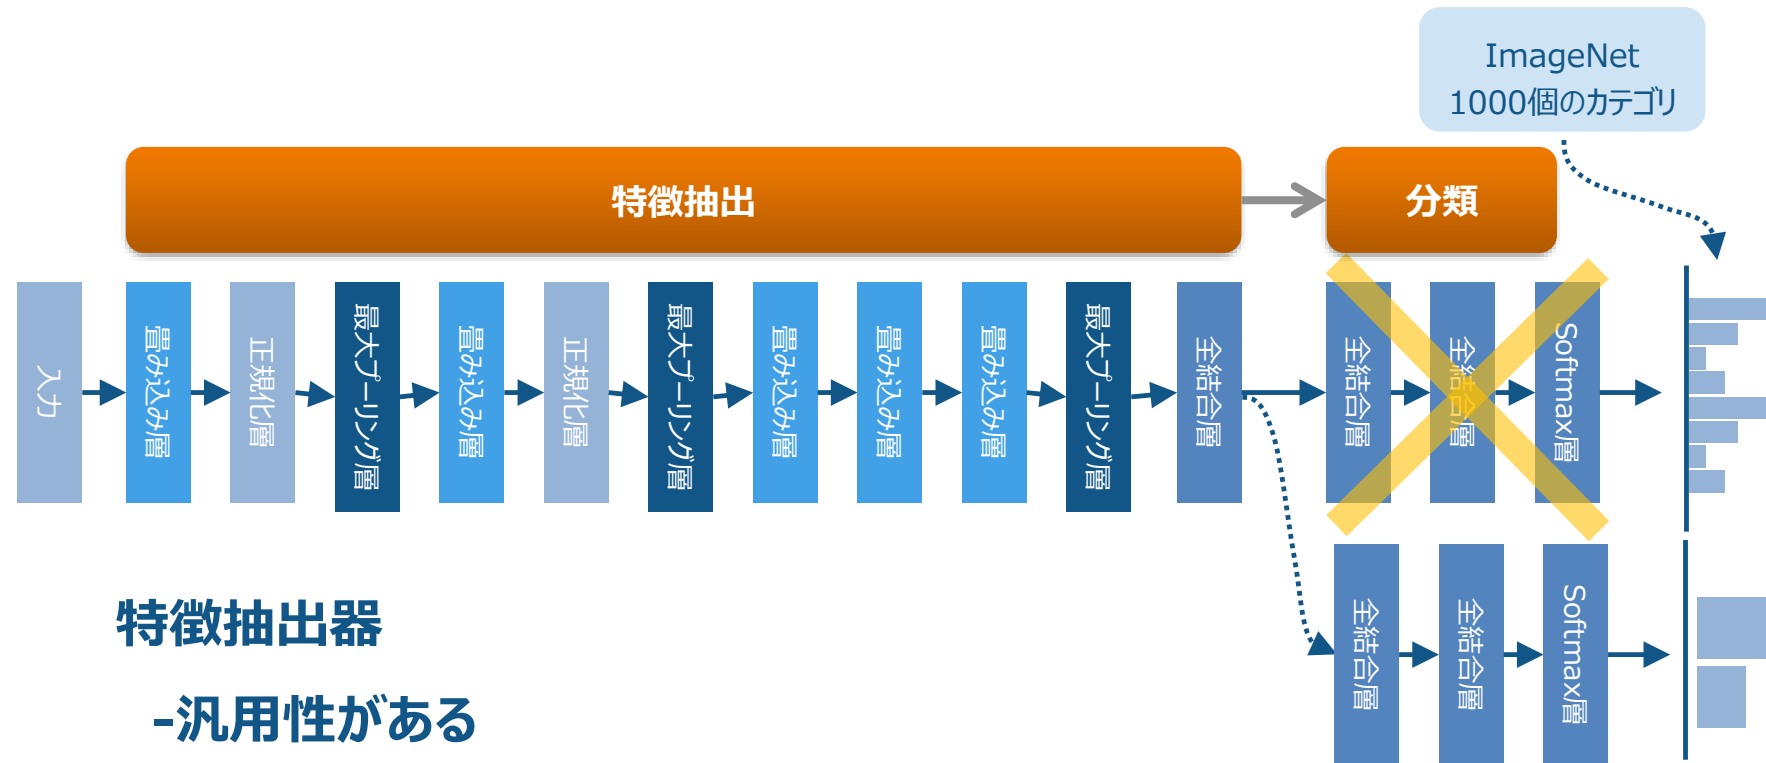 ImageNet
1000個のカテゴリ
特徴抽出
分類
入力
畳み込み層
正規化層
最大プーリング層
畳み込み層
正規化層
最大プーリング層
畳み込み層
畳み込み層
畳み込み層
最大プーリング層
全結合層
全結合層
全結合層
Softmax層
全結合層
全結合層
Softmax層
特徴抽出器
-汎用性がある